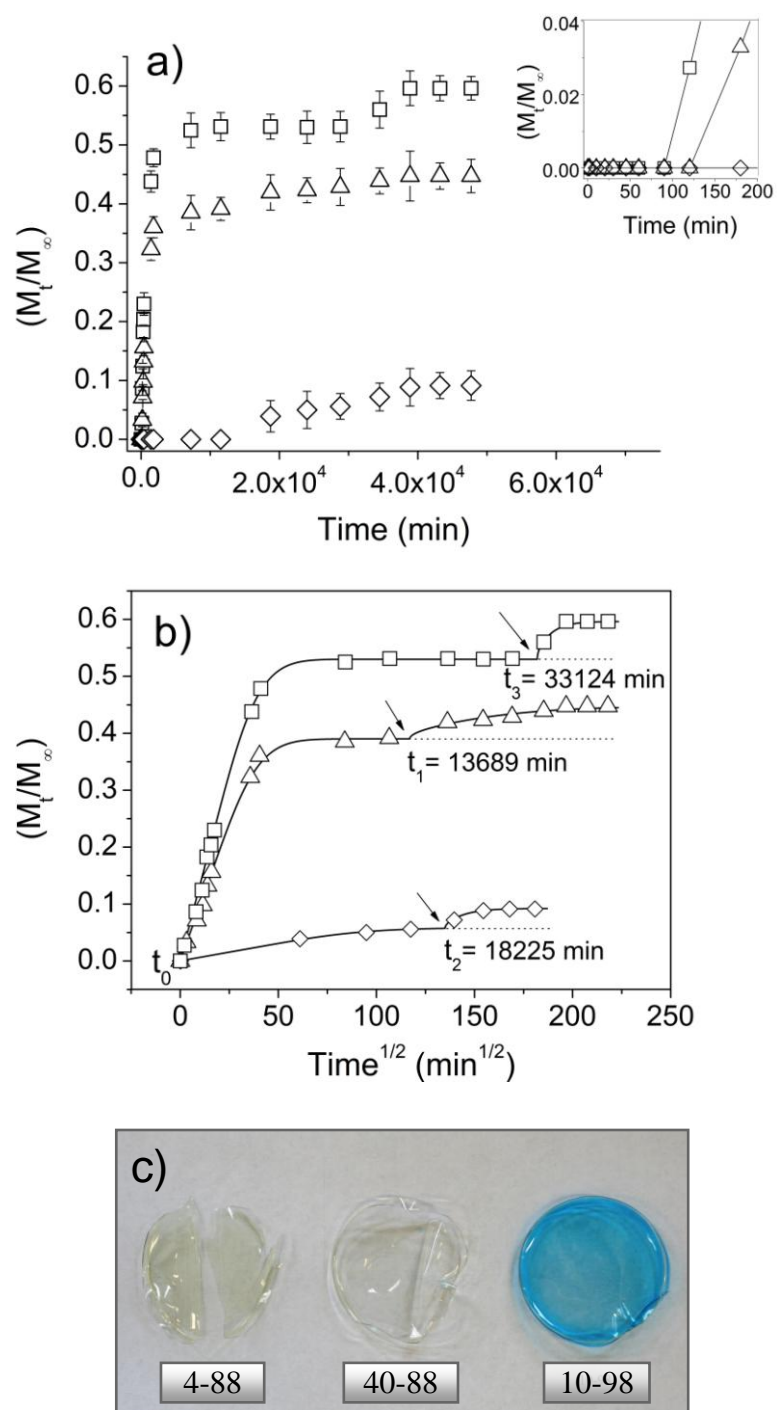 a)
0.6
0.5
0.4
0.3
0.2
0.1
0.0
(Mₜ/M∞)
0.0
2.0x10⁴
4.0x10⁴
6.0x10⁴
Time (min)
0.04
0.02
0.00
(Mₜ/M∞)
0
50
100
150
200
Time (min)
b)
0.6
0.5
0.4
0.3
0.2
0.1
0.0
(Mₜ/M∞)
t₃= 33124 min
t₁= 13689 min
t₂= 18225 min
t₀
0
50
100
150
200
250
Time¹/² (min¹/²)
c)
4-88
40-88
10-98